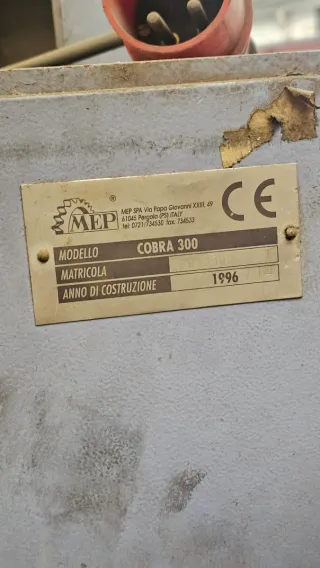 MEP ®
MEP SPA Via Papa Giovanni XXIII, 49
61045 Pergola (PS) ITALY
tel: 0721/734530 fax: 734533
CE
MODELLO COBRA 300
MATRICOLA
ANNO DI COSTRUZIONE 1996